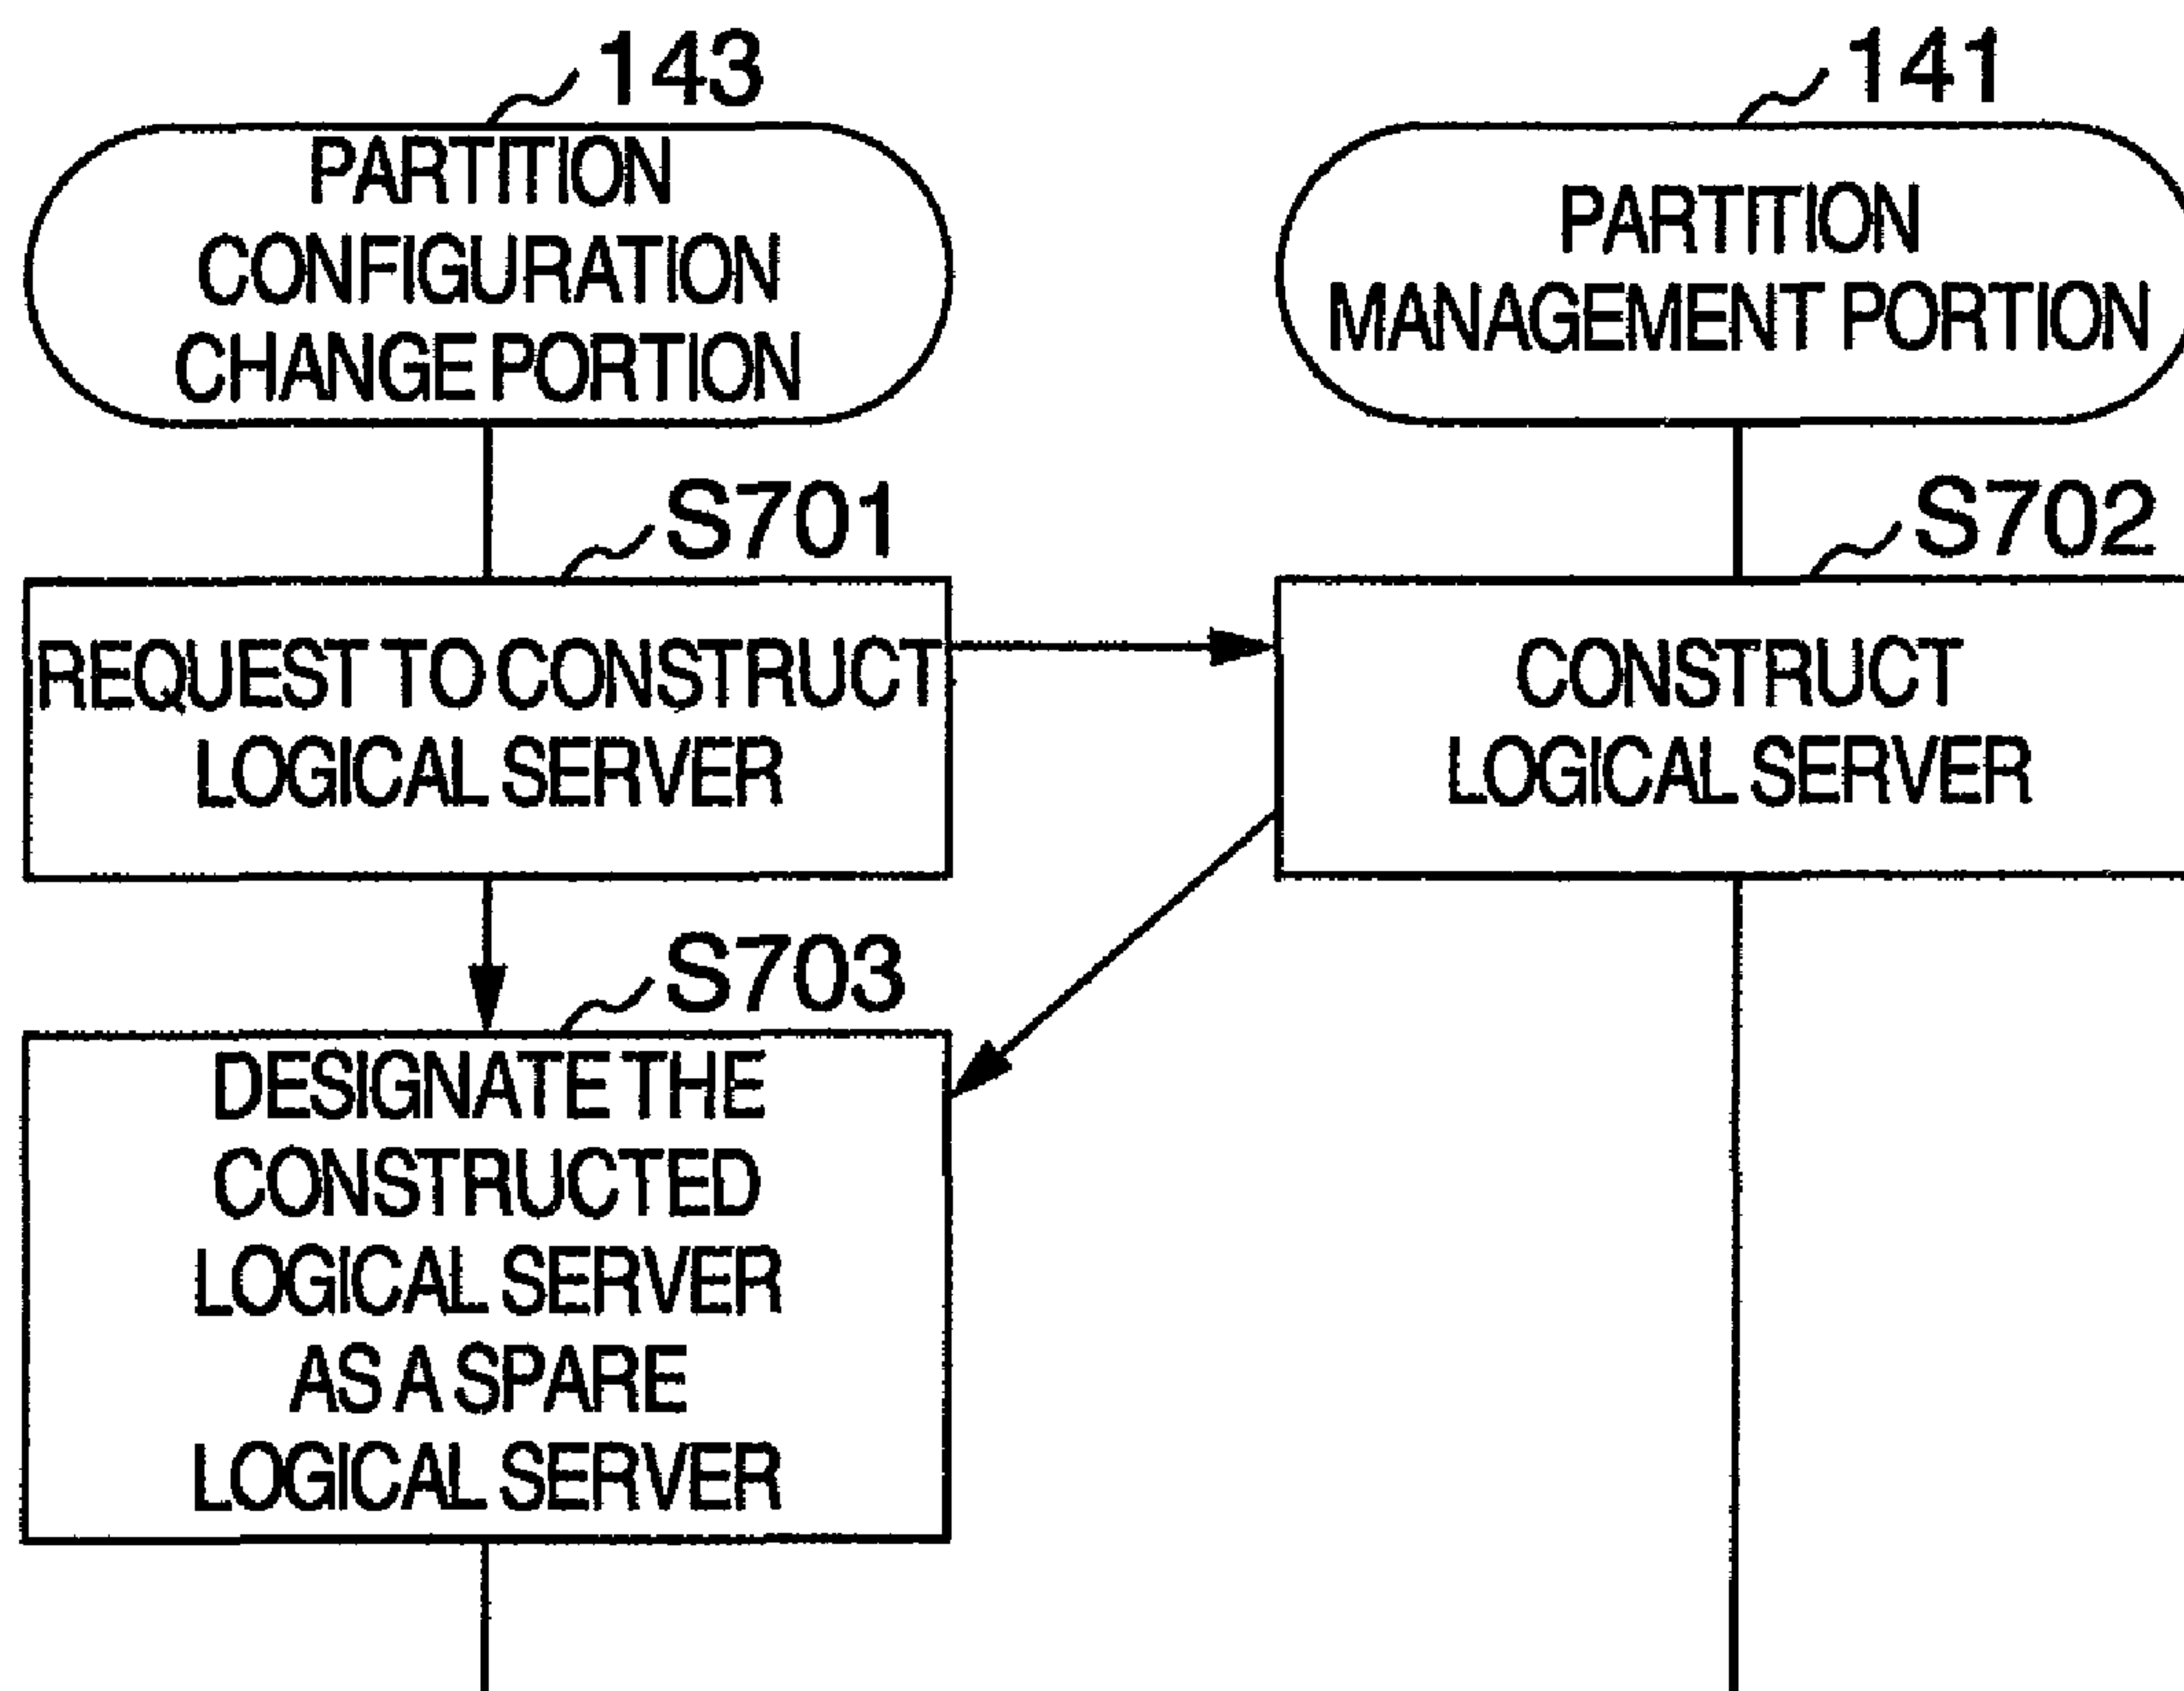 143
PARTITION
CONFIGURATION
CHANGE PORTION
141
PARTITION
MANAGEMENT PORTION
S701
REQUEST TO CONSTRUCT
LOGICAL SERVER
S702
CONSTRUCT
LOGICAL SERVER
S703
DESIGNATE THE
CONSTRUCTED
LOGICAL SERVER
AS A SPARE
LOGICAL SERVER